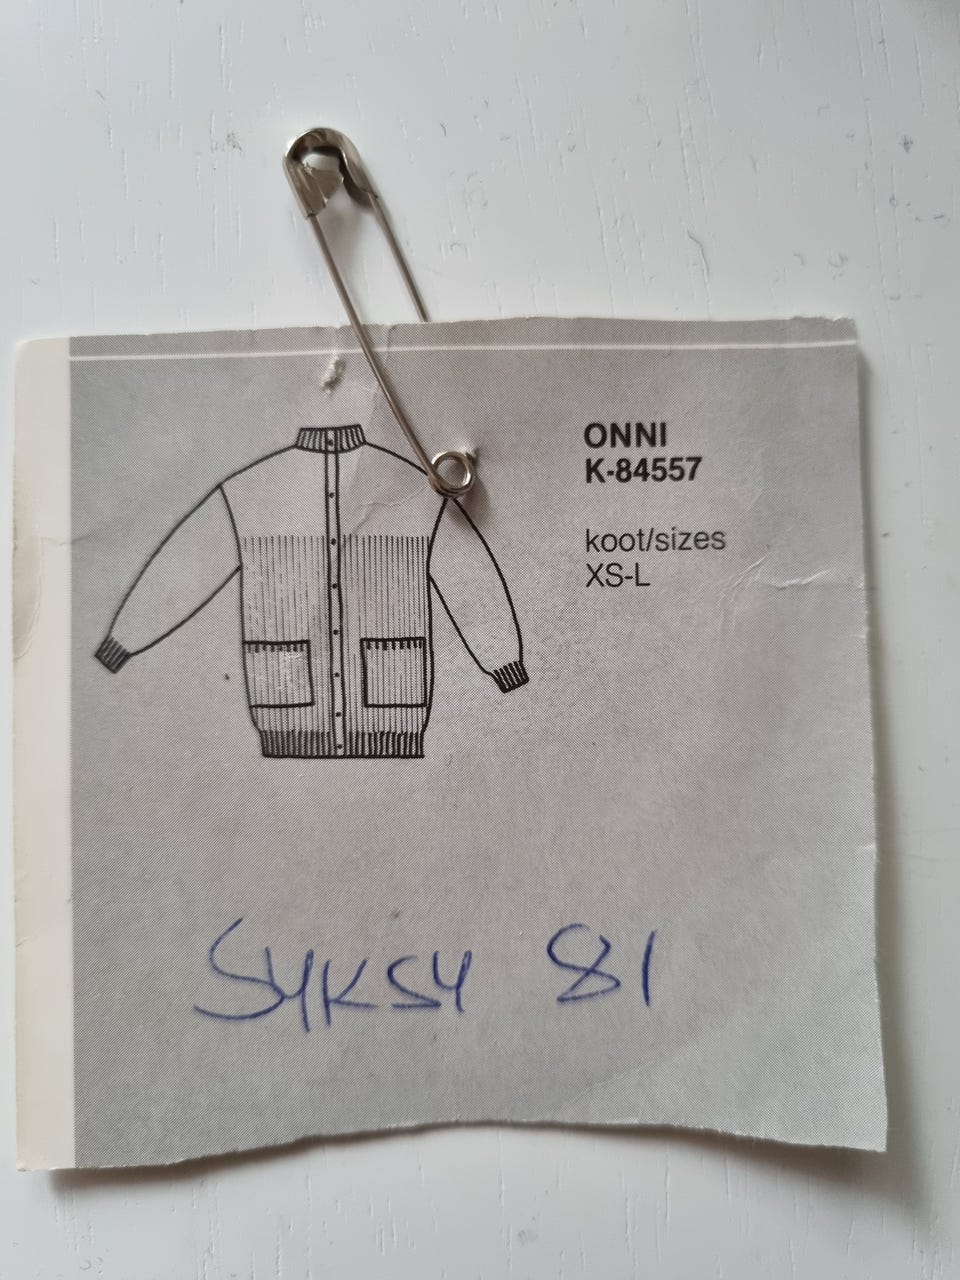 ONNI
K-84557
koot/sizes
XS-L
SYKSY 81